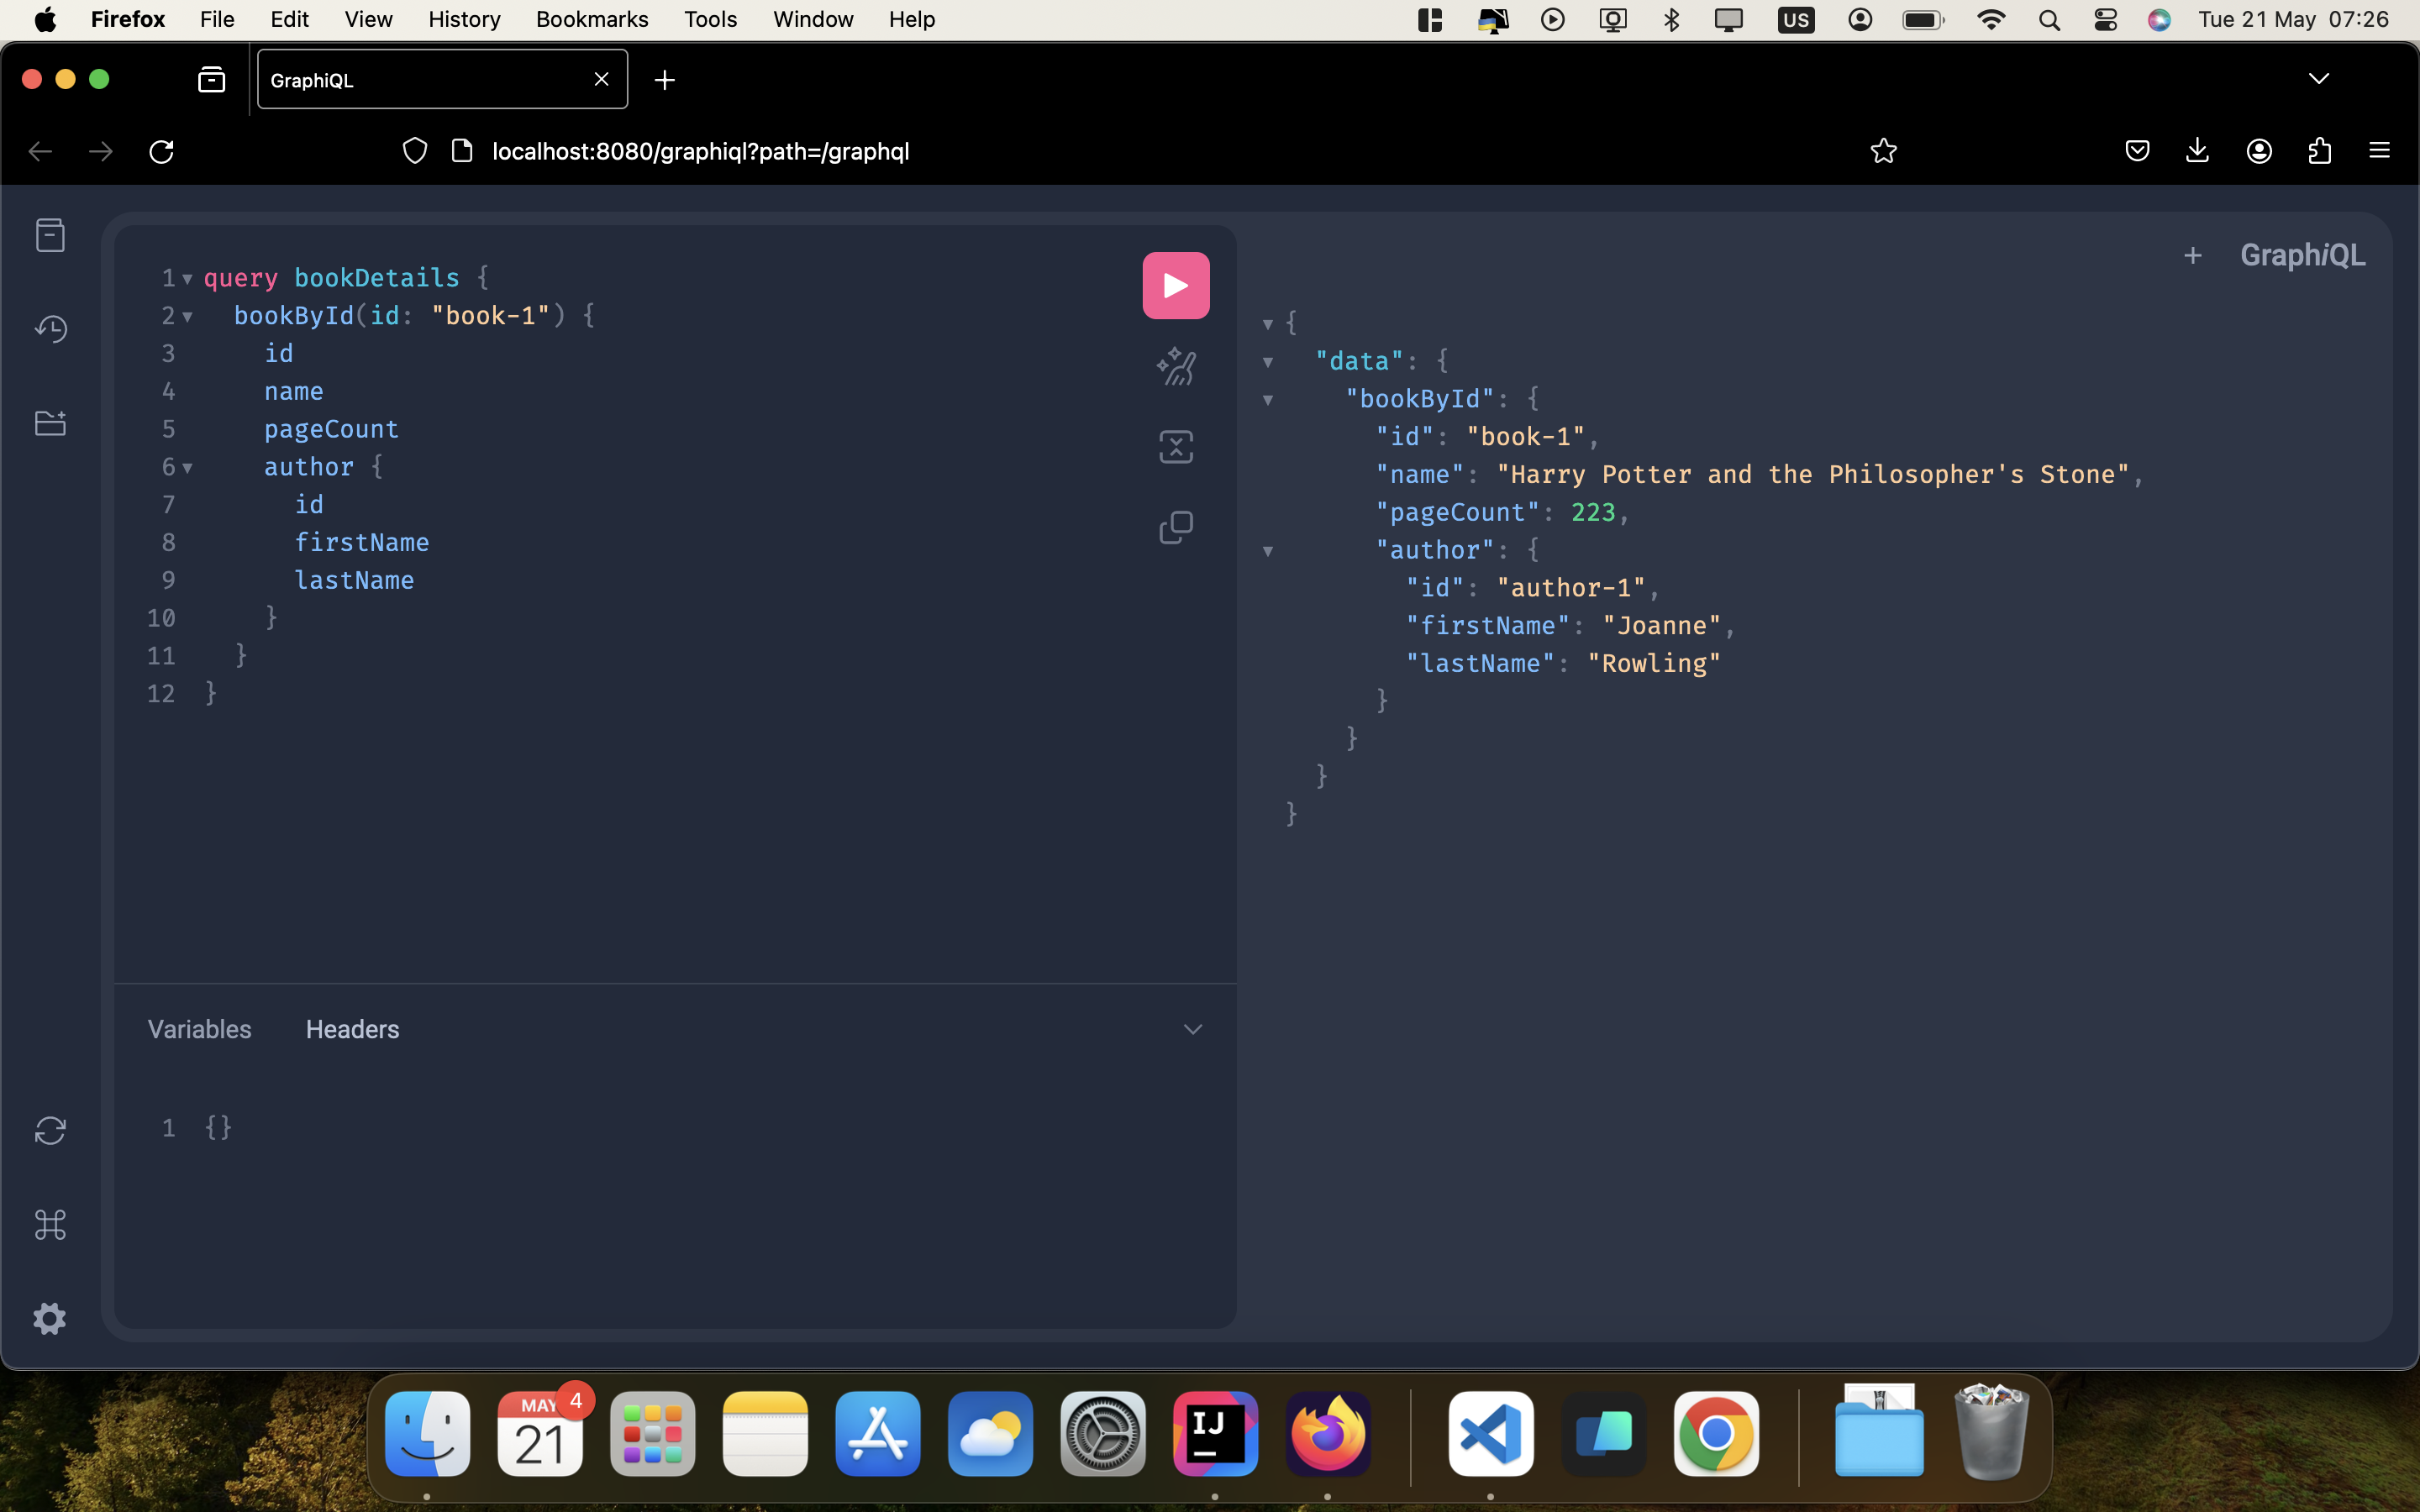 Firefox File Edit View History Bookmarks Tools Window Help US Tue 21 May 07:26
GraphiQL
localhost:8080/graphiql?path=/graphql
GraphiQL
1 query bookDetails {
2 bookById(id: "book-1") {
3 id
4 name
5 pageCount
6 author {
7 id
8 firstName
9 lastName
10 }
11 }
12 }
{
"data": {
"bookById": {
"id": "book-1",
"name": "Harry Potter and the Philosopher's Stone",
"pageCount": 223,
"author": {
"id": "author-1",
"firstName": "Joanne",
"lastName": "Rowling"
}
}
}
}
Variables Headers
1 {}
MAY 4
21
IJ